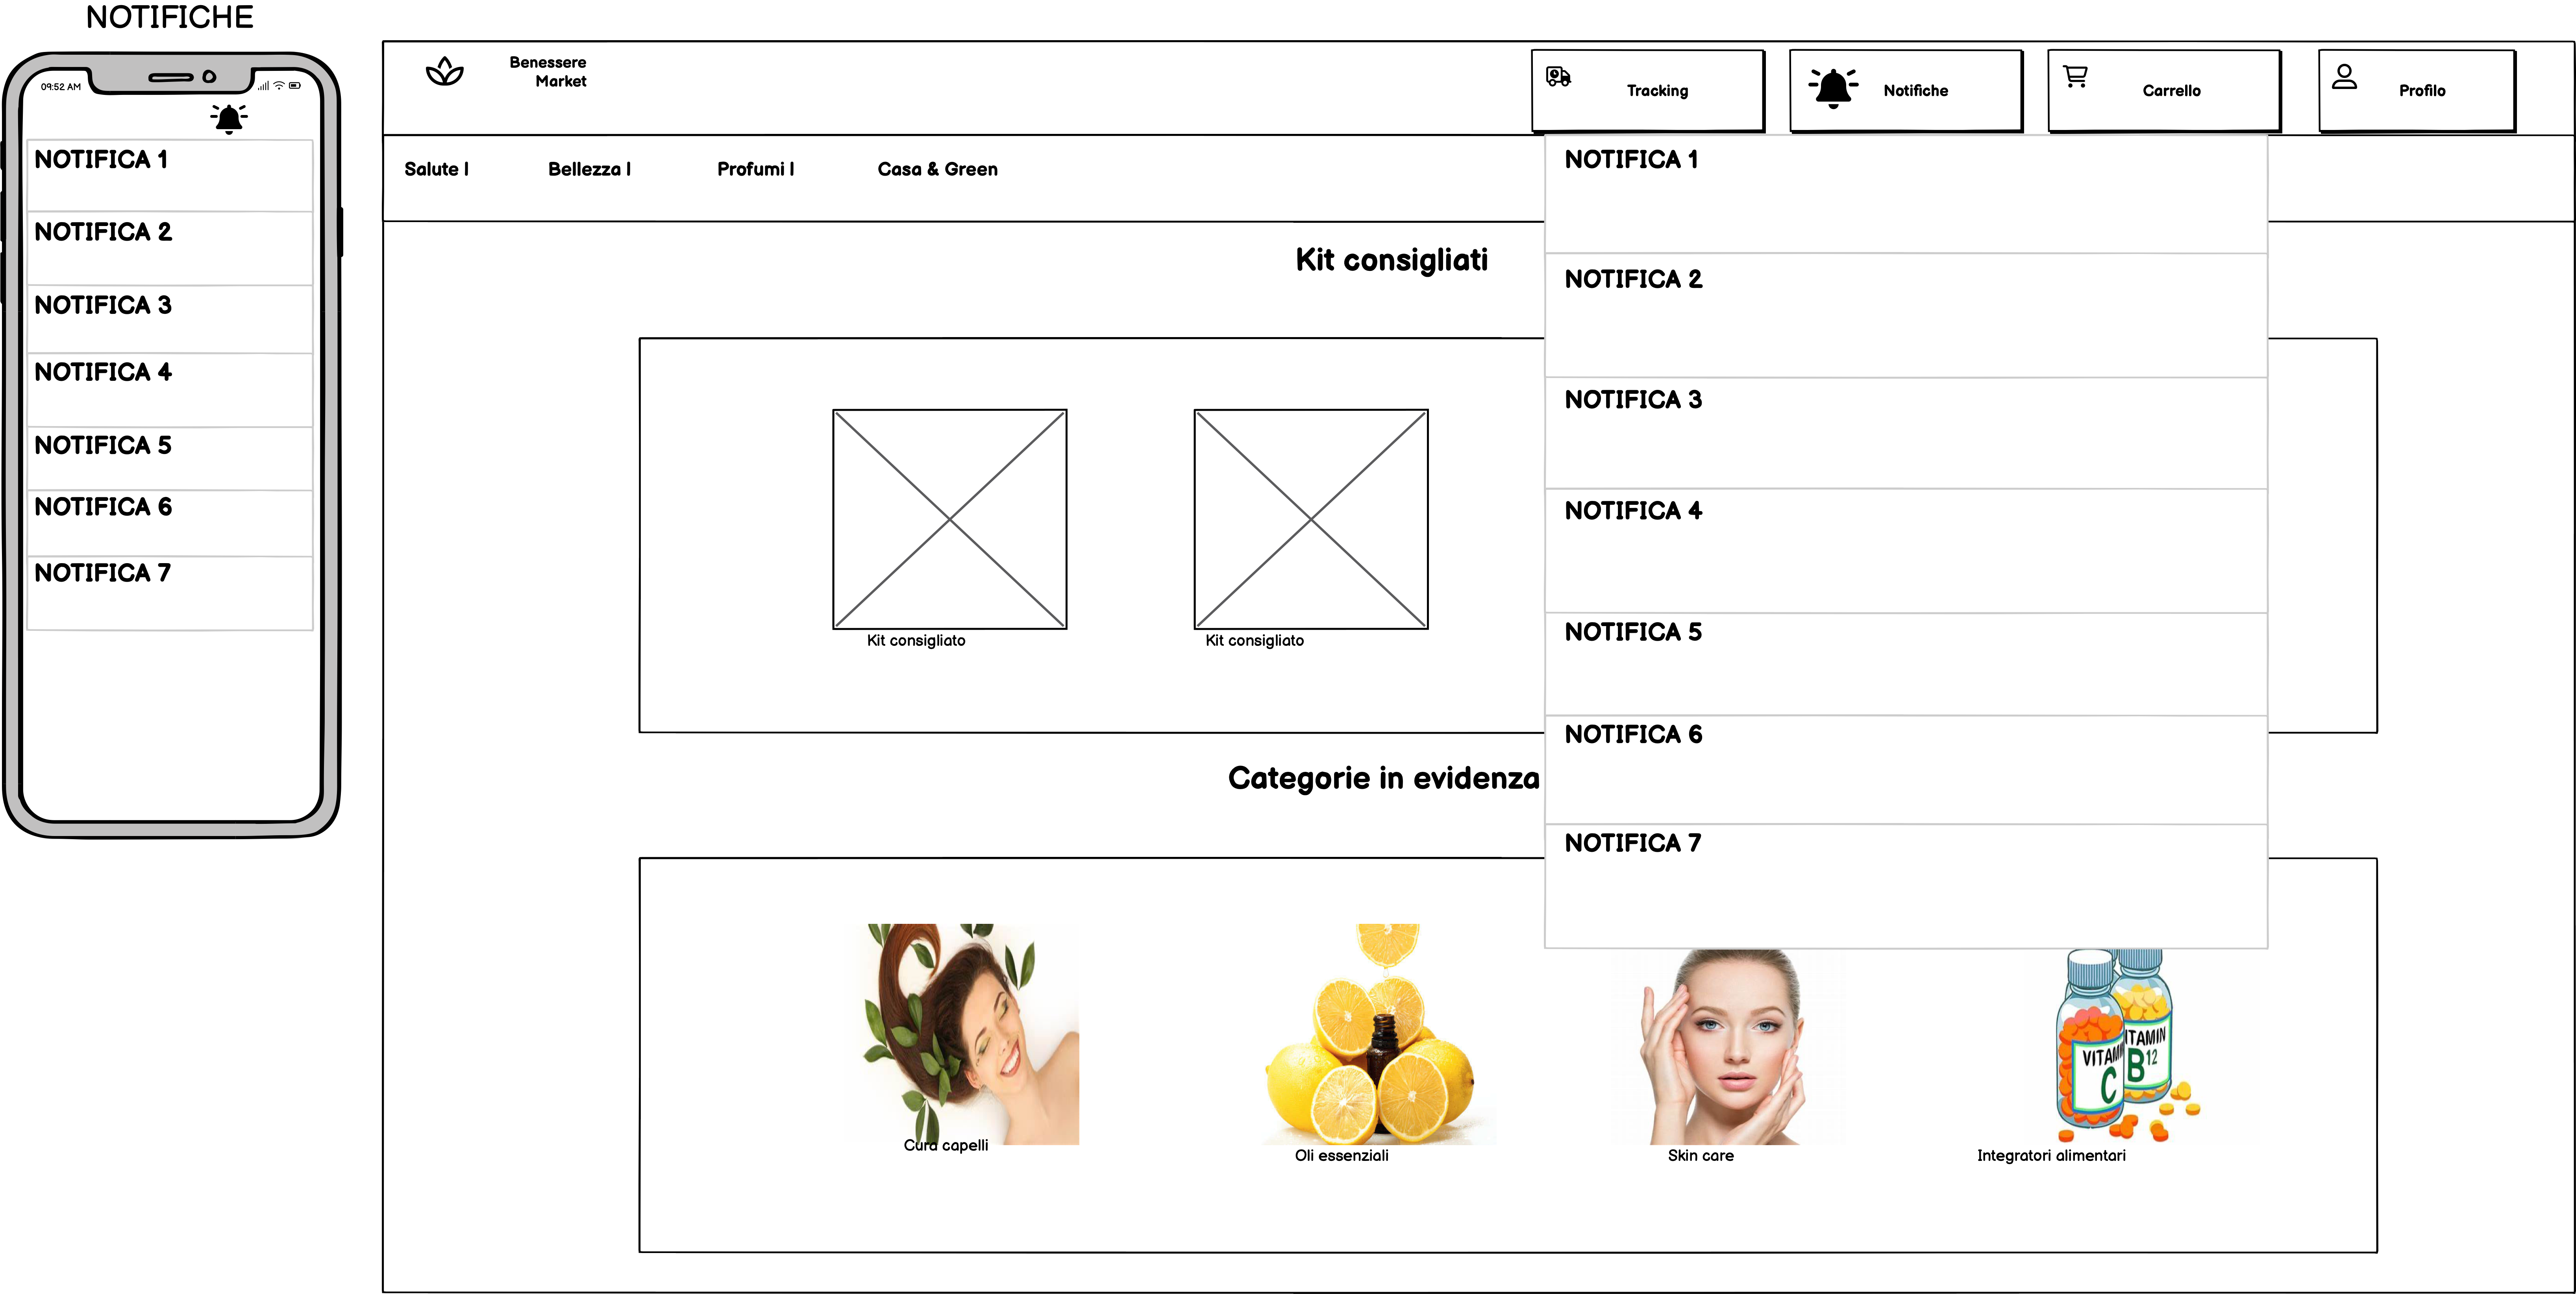 NOTIFICHE
09:52 AM
NOTIFICA 1
NOTIFICA 2
NOTIFICA 3
NOTIFICA 4
NOTIFICA 5
NOTIFICA 6
NOTIFICA 7
Benessere
Market
Tracking
Notifiche
Carrello
Profilo
Salute |
Bellezza |
Profumi |
Casa & Green
NOTIFICA 1
NOTIFICA 2
NOTIFICA 3
NOTIFICA 4
NOTIFICA 5
NOTIFICA 6
NOTIFICA 7
Kit consigliati
Kit consigliato
Kit consigliato
Categorie in evidenza
VITAM
C
ITAMIN
B12
Cura capelli
Oli essenziali
Skin care
Integratori alimentari